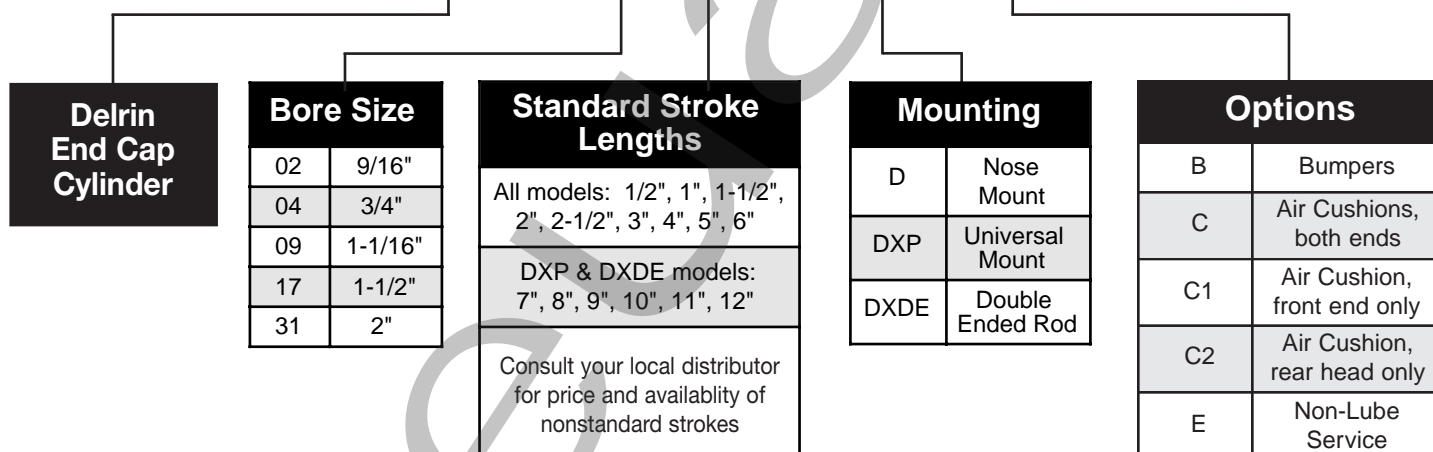 Delrin
End Cap
Cylinder
Bore Size
02 9/16"
04 3/4"
09 1-1/16"
17 1-1/2"
31 2"
Standard Stroke
Lengths
All models: 1/2", 1", 1-1/2",
2", 2-1/2", 3", 4", 5", 6"
DXP & DXDE models:
7", 8", 9", 10", 11", 12"
Consult your local distributor
for price and availablity of
nonstandard strokes
Mounting
D Nose
Mount
DXP Universal
Mount
DXDE Double
Ended Rod
Options
B Bumpers
C Air Cushions,
both ends
C1 Air Cushion,
front end only
C2 Air Cushion,
rear head only
E Non-Lube
Service